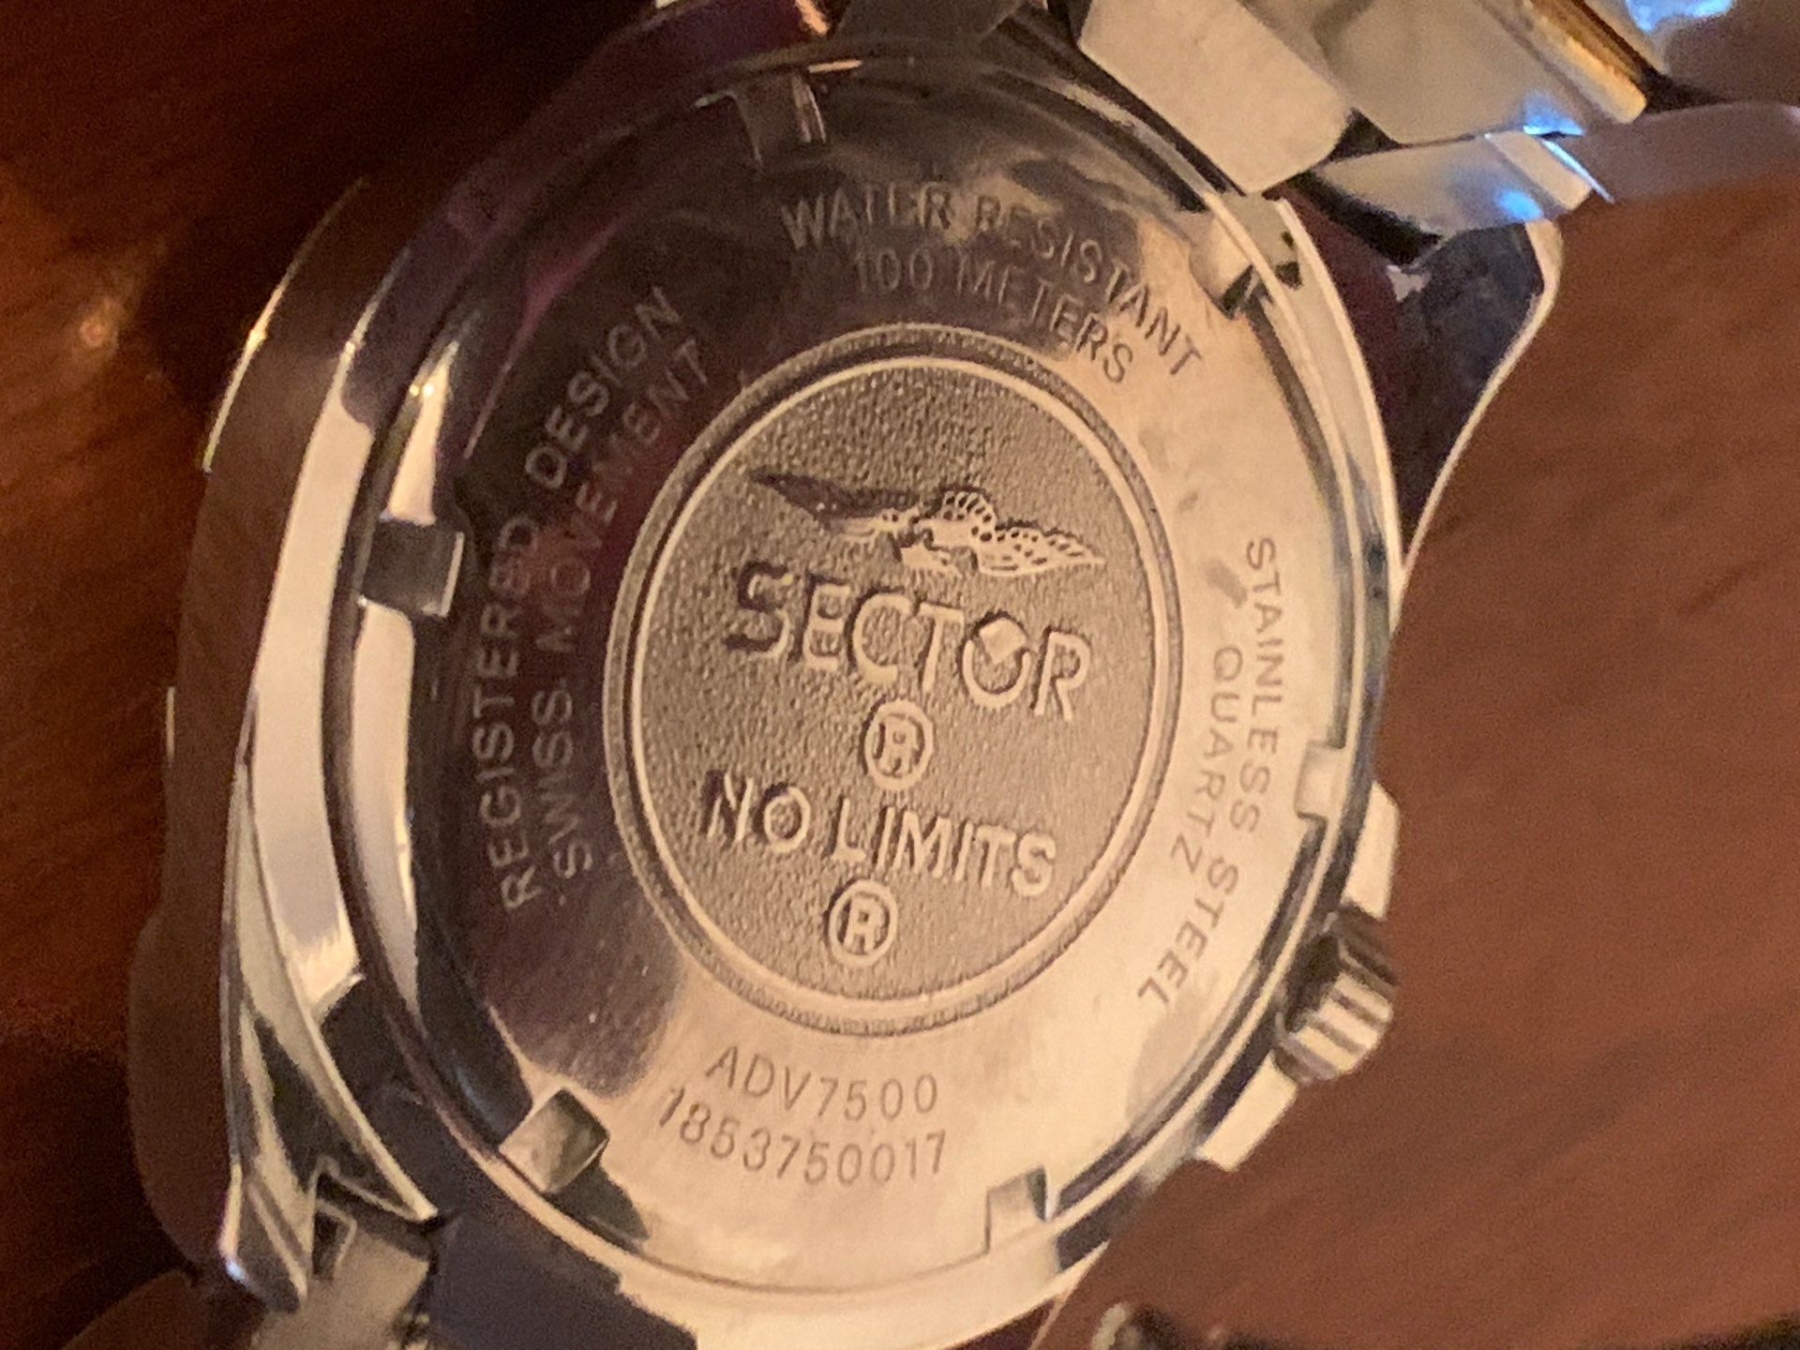 WATER RESISTANT
100 METERS
REGISTERED DESIGN
SWISS MOVEMENT
SECTOR
®
NO LIMITS
®
STAINLESS STEEL
QUARTZ
ADV7500
1853750017